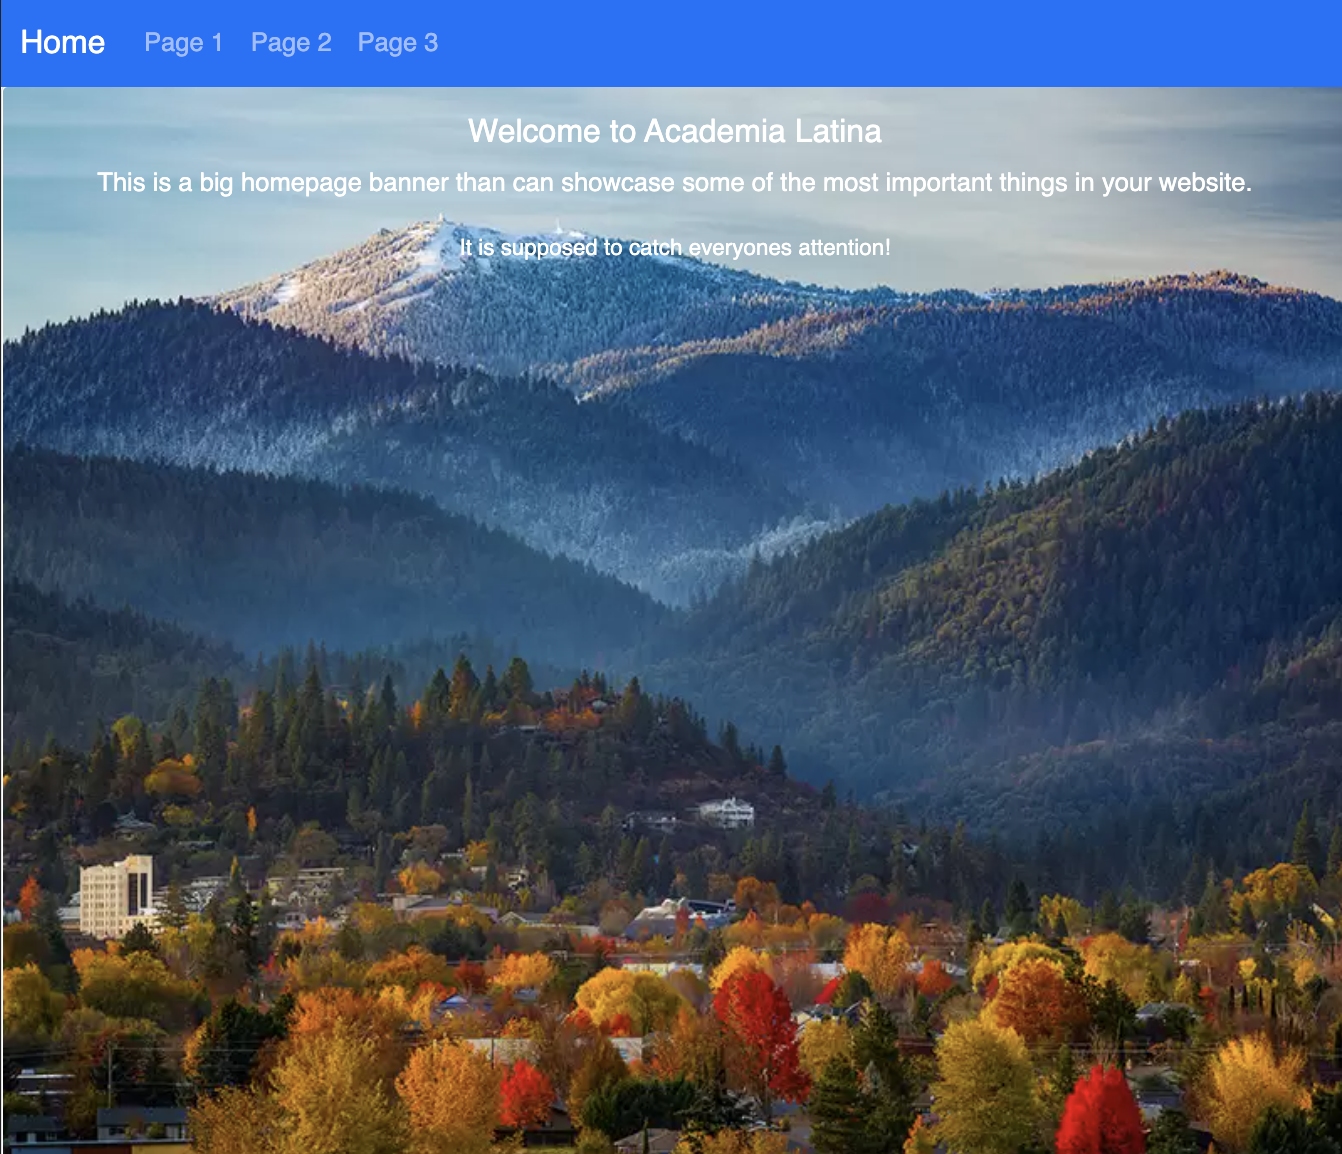 Home Page 1 Page 2 Page 3
Welcome to Academia Latina
This is a big homepage banner than can showcase some of the most important things in your website.
It is supposed to catch everyones attention!